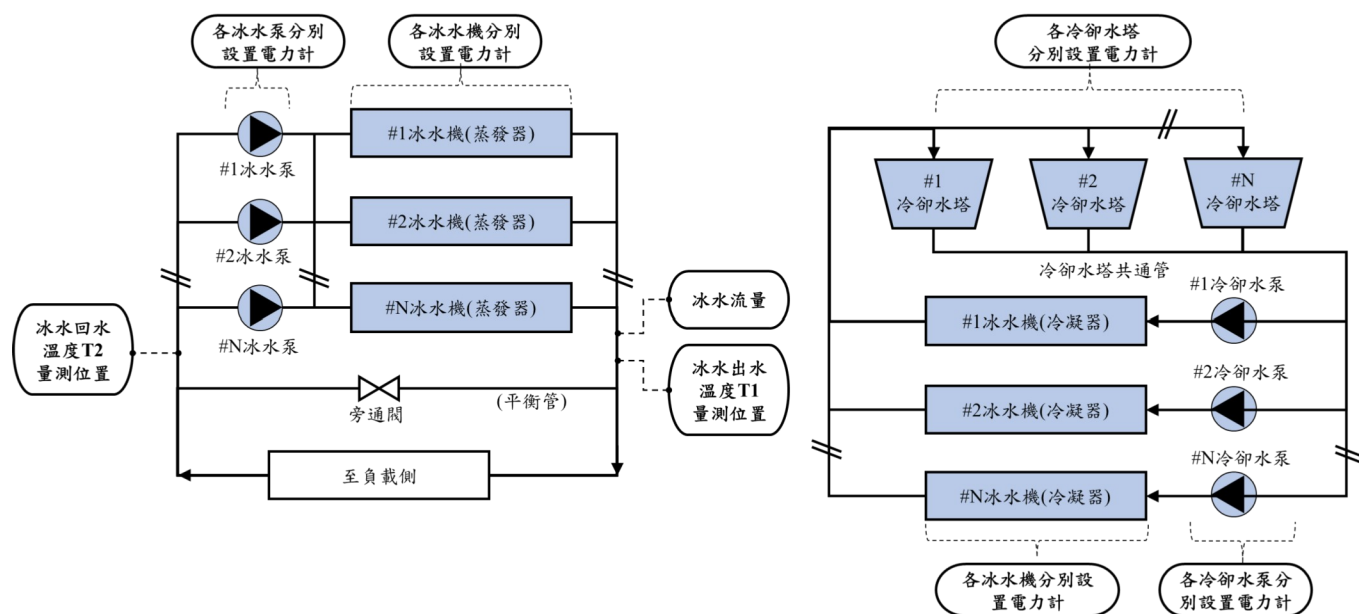 各冰水泵分別
設置電力計
各冰水機分別
設置電力計
#1冰水機(蒸發器)
#1冰水泵
#2冰水機(蒸發器)
#2冰水泵
#N冰水機(蒸發器)
#N冰水泵
冰水回水
溫度T2
量測位置
冰水流量
冰水出水
溫度T1
量測位置
(平衡管)
旁通閥
至負載側
各冷卻水塔
分別設置電力計
#1
冷卻水塔
#2
冷卻水塔
#N
冷卻水塔
冷卻水塔共通管
#1冷卻水泵
#1冰水機(冷凝器)
#2冷卻水泵
#2冰水機(冷凝器)
#N冷卻水泵
#N冰水機(冷凝器)
各冰水機分別設
置電力計
各冷卻水泵分
別設置電力計